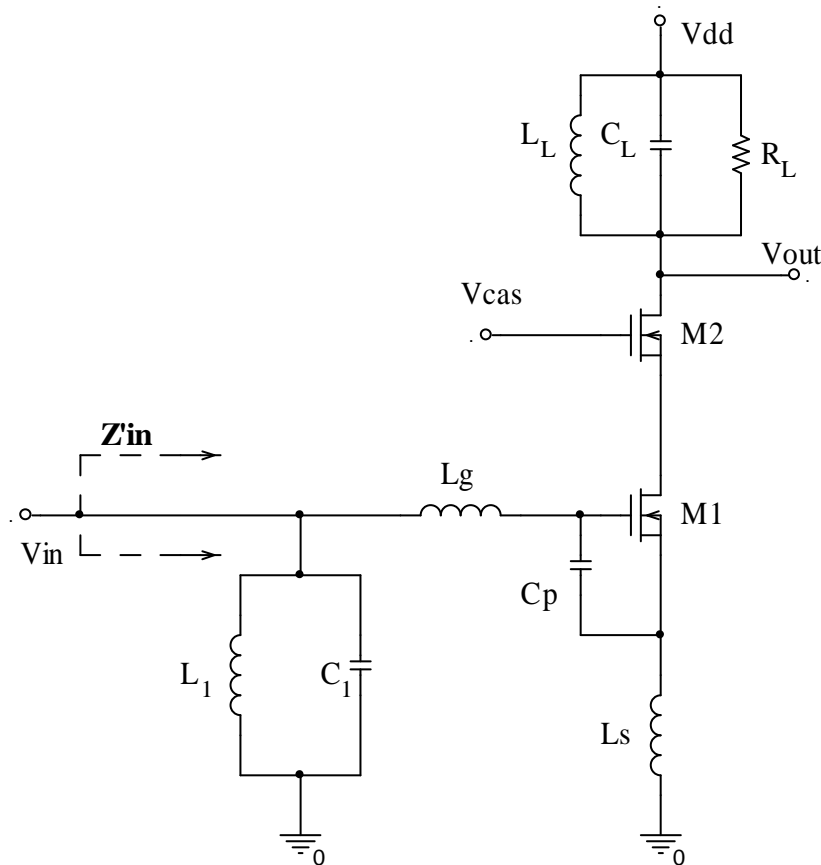 Vdd
L_L
C_L
R_L
Vout
Vcas
M2
Z'in
Lg
M1
Vin
Cp
L_1
C_1
Ls
0
0